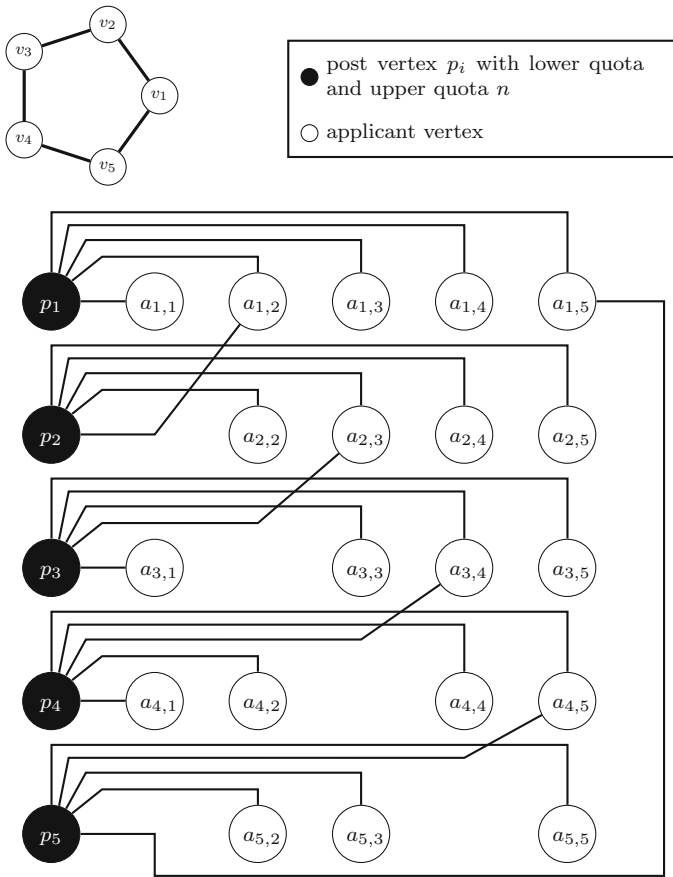 v₂
v₃
v₁
v₄
v₅
post vertex pᵢ with lower quota
and upper quota n
applicant vertex
p₁ a₁,₁ a₁,₂ a₁,₃ a₁,₄ a₁,₅
p₂ a₂,₂ a₂,₃ a₂,₄ a₂,₅
p₃ a₃,₁ a₃,₃ a₃,₄ a₃,₅
p₄ a₄,₁ a₄,₂ a₄,₄ a₄,₅
p₅ a₅,₂ a₅,₃ a₅,₅